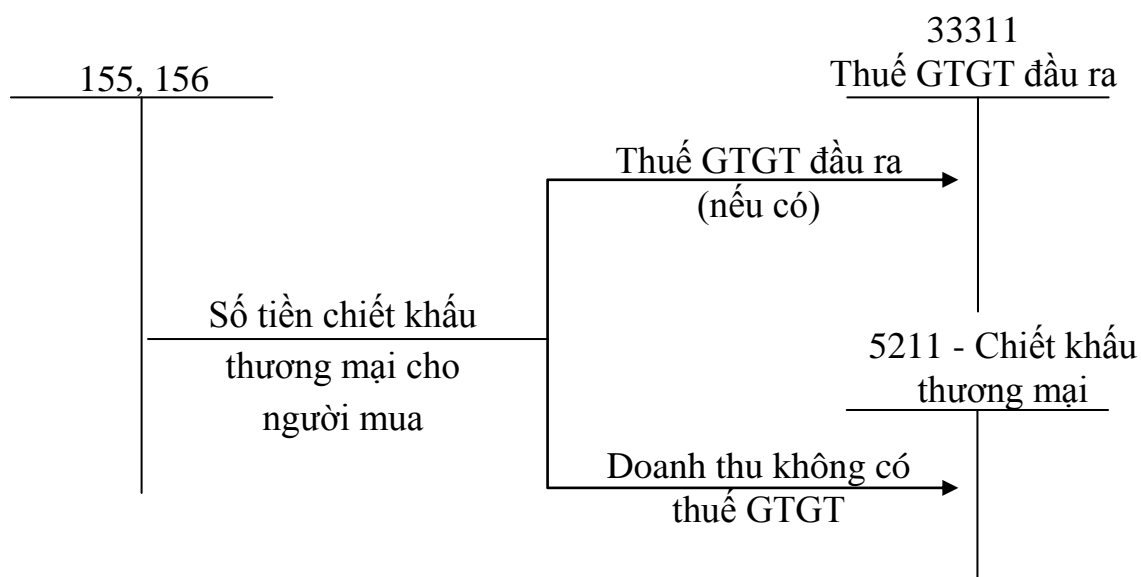 155, 156
33311
Thuế GTGT đầu ra
Thuế GTGT đầu ra
(nếu có)
Số tiền chiết khấu
thương mại cho
người mua
5211 - Chiết khấu
thương mại
Doanh thu không có
thuế GTGT